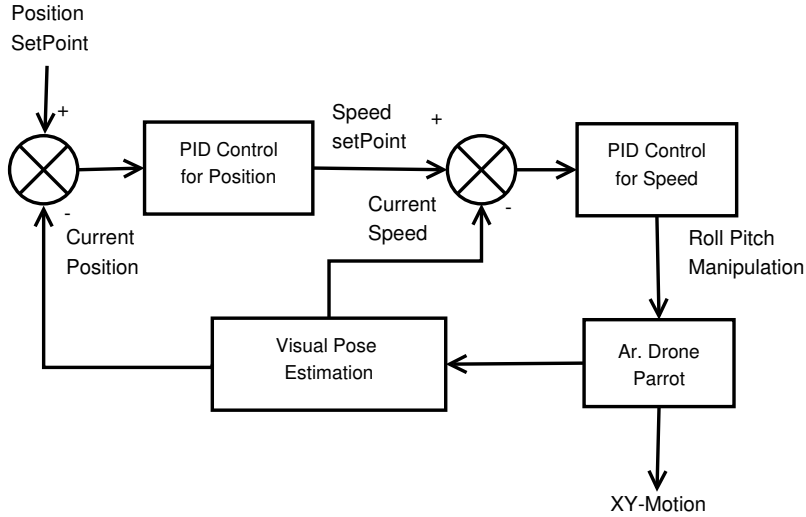 Position
SetPoint
+
PID Control
for Position
Speed
setPoint
+
PID Control
for Speed
-
Current
Position
Current
Speed
-
Roll Pitch
Manipulation
Visual Pose
Estimation
Ar. Drone
Parrot
XY-Motion